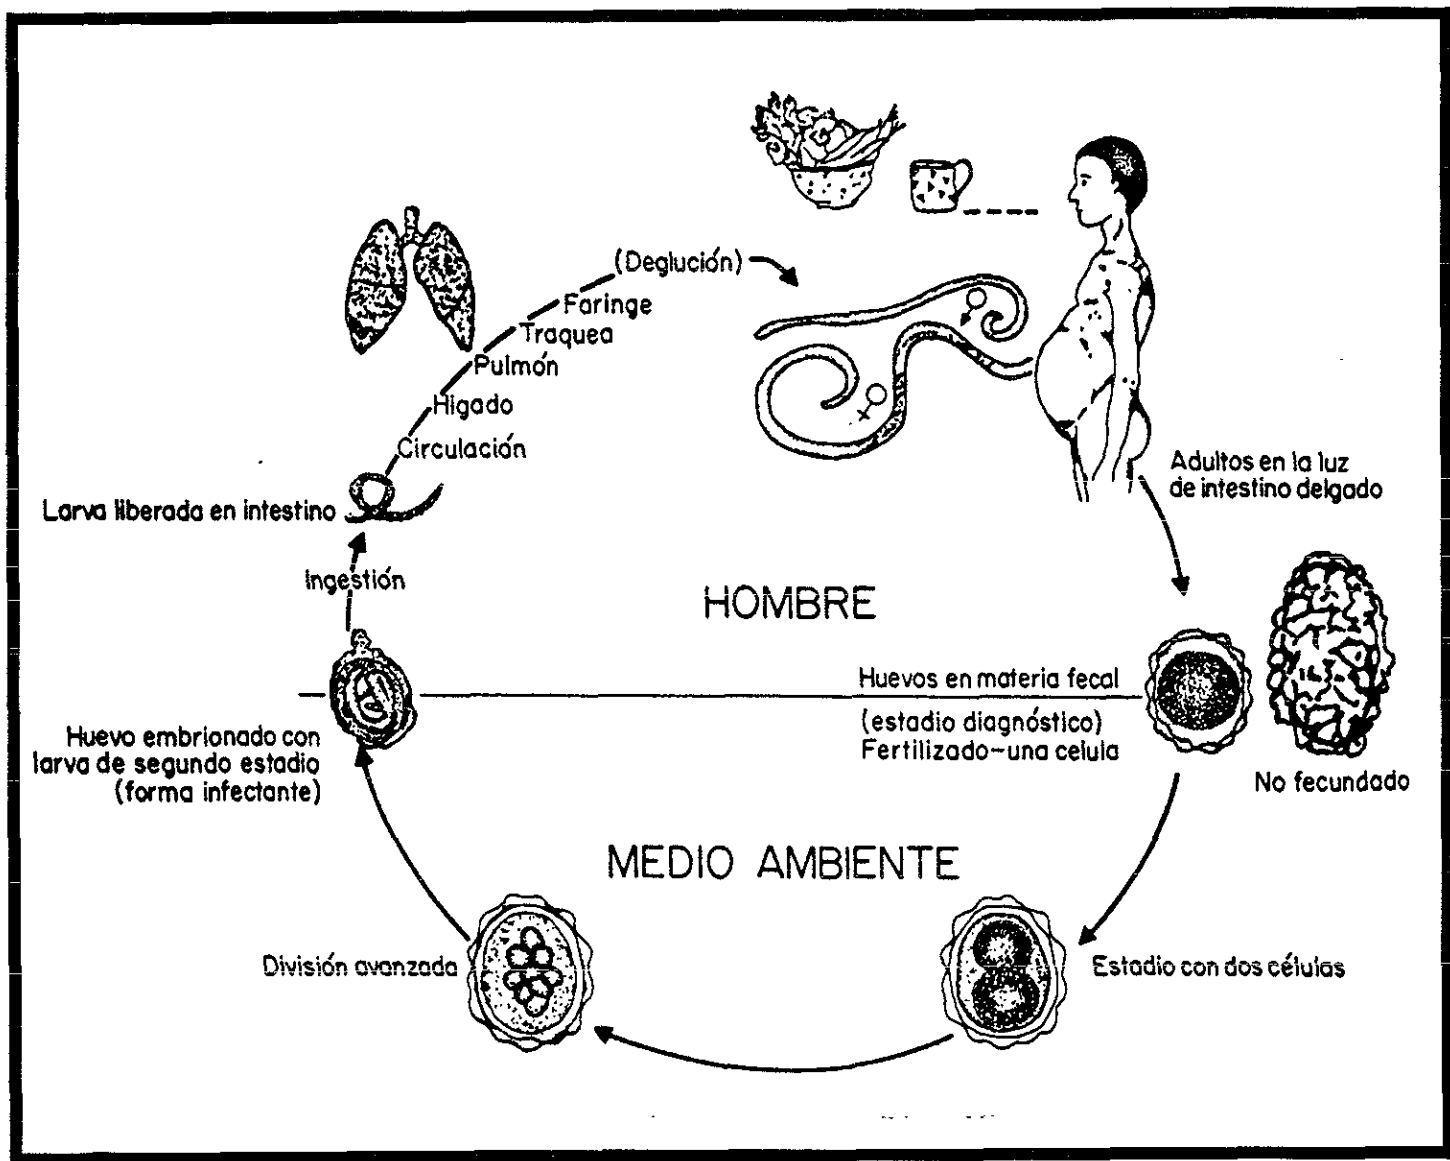 (Deglución)
Faringe
Traquea
Pulmón
Higado
Circulación
Larva liberada en intestino
Ingestión
Adultos en la luz
de intestino delgado
HOMBRE
Huevos en materia fecal
(estadio diagnóstico)
Fertilizado-una celula
No fecundado
Huevo embrionado con
larva de segundo estadio
(forma infectante)
MEDIO AMBIENTE
División avanzada
Estadio con dos células